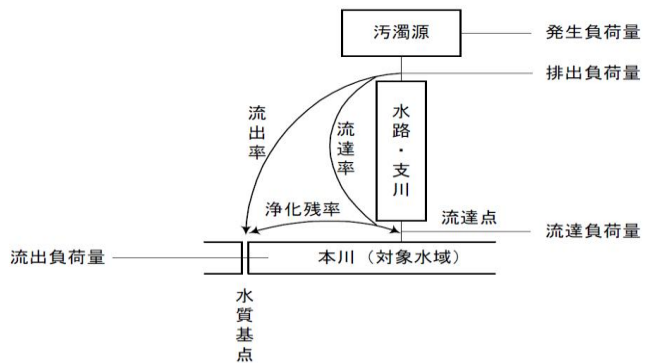 汚濁源
発生負荷量
排出負荷量
水路・支川
流出率
流達率
浄化残率
流達点
流達負荷量
流出負荷量
本川（対象水域）
水質基点